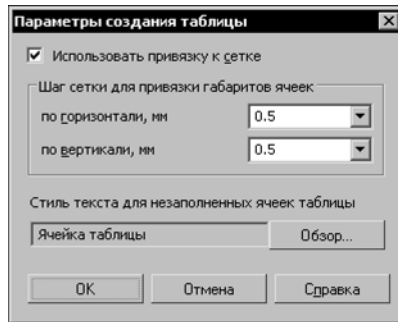 Параметры создания таблицы
Использовать привязку к сетке
Шаг сетки для привязки габаритов ячеек
по горизонтали, мм 0.5
по вертикали, мм 0.5
Стиль текста для незаполненных ячеек таблицы
Ячейка таблицы Обзор...
OK Отмена Справка